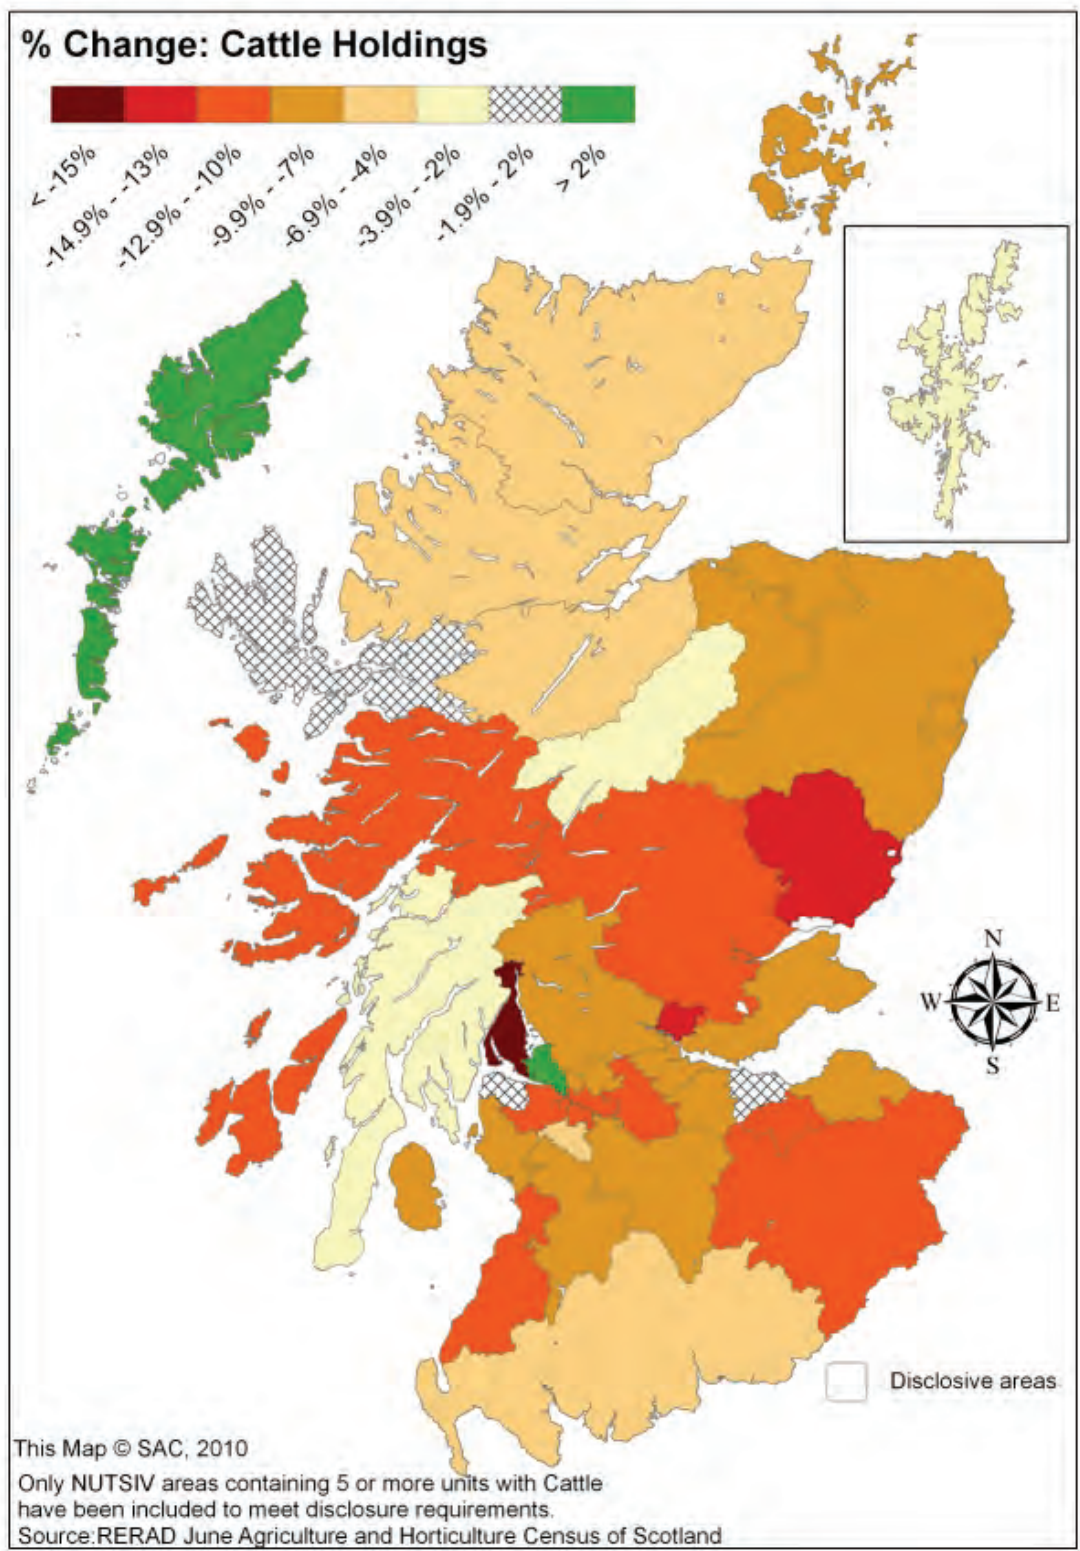 % Change: Cattle Holdings
< -15%
-14.9% - -13%
-12.9% - -10%
-9.9% - -7%
-6.9% - -4%
-3.9% - -2%
-1.9% - 2%
> 2%
N
W E
S
Disclosive areas
This Map © SAC, 2010
Only NUTSIV areas containing 5 or more units with Cattle
have been included to meet disclosure requirements.
Source:RERAD June Agriculture and Horticulture Census of Scotland